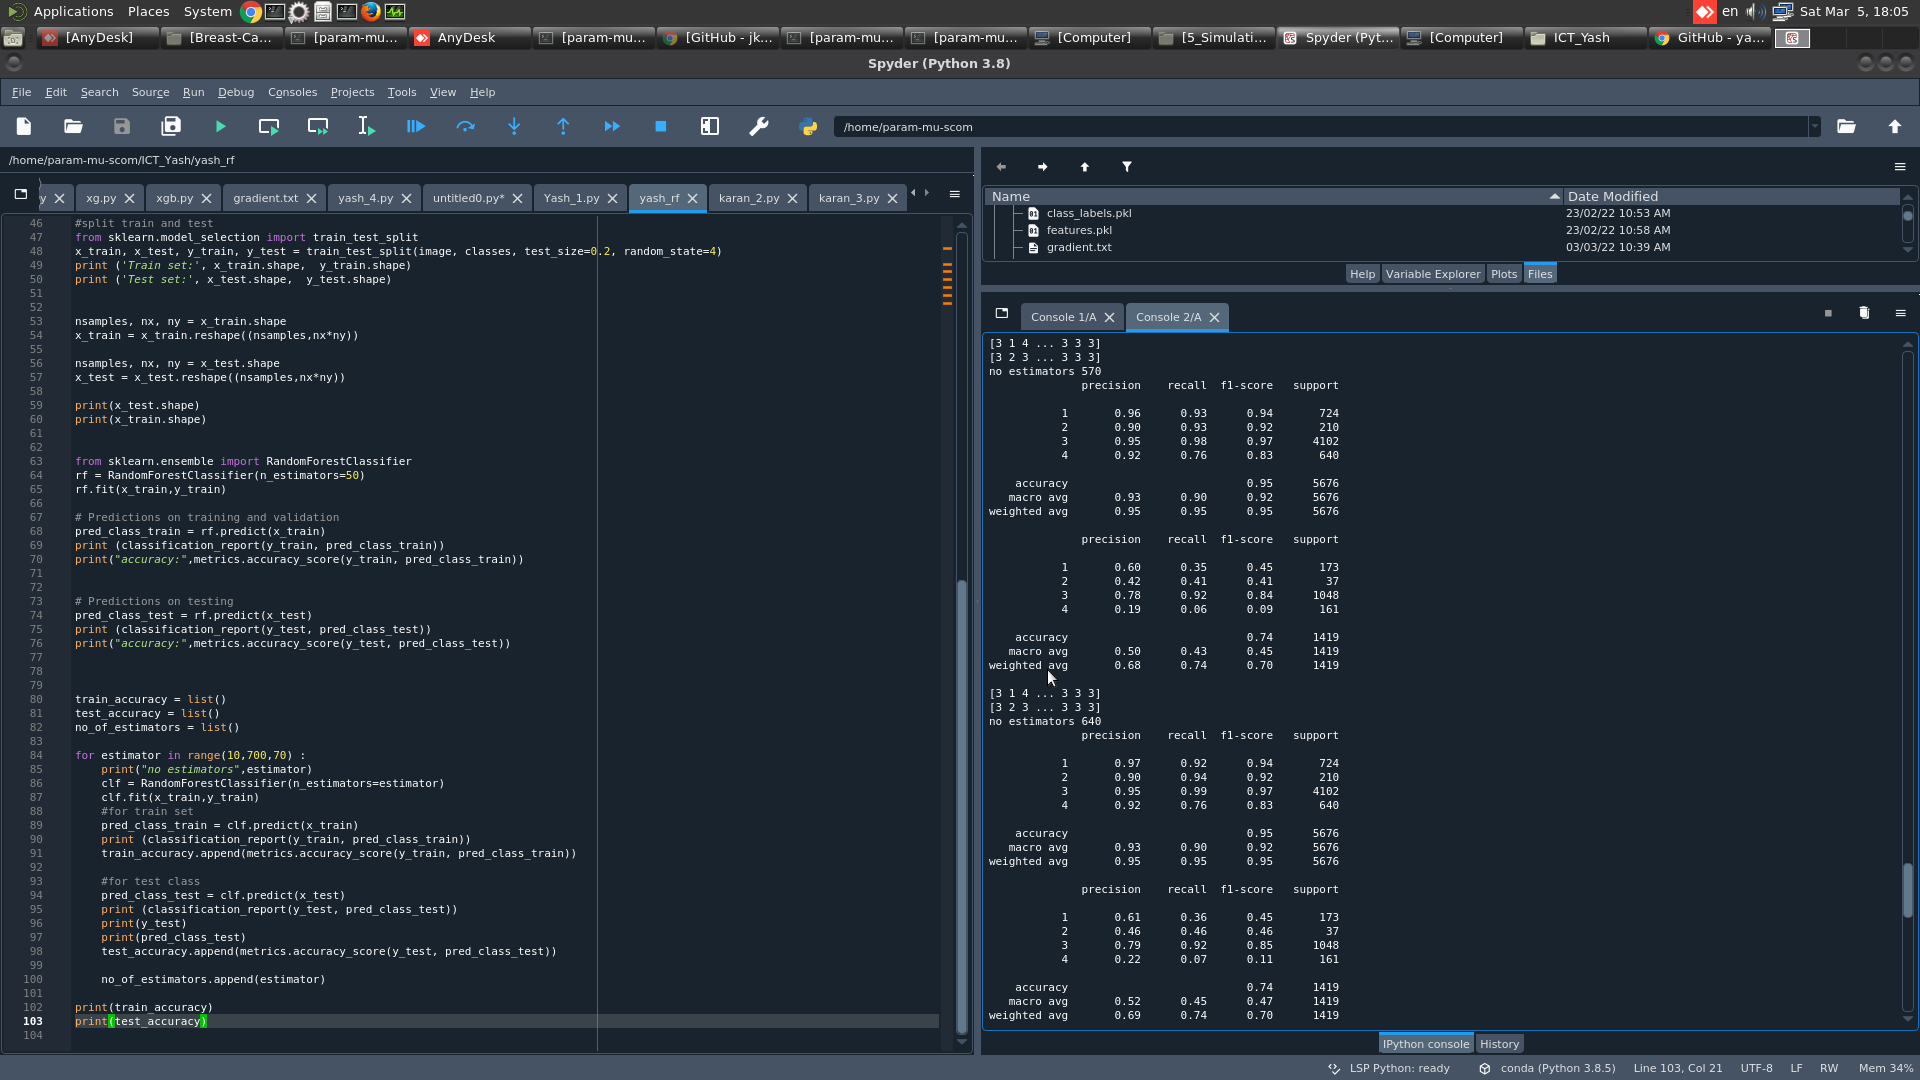 Applications Places System en Sat Mar 5, 18:05
[AnyDesk] [Breast-Ca... [param-mu... AnyDesk [param-mu... [GitHub - jk... [param-mu... [param-mu... [Computer] [5_Simulati... Spyder (Pyt... [Computer] ICT_Yash GitHub - ya...
Spyder (Python 3.8)
File Edit Search Source Run Debug Consoles Projects Tools View Help
/home/param-mu-scom
/home/param-mu-scom/ICT_Yash/yash_rf
y xg.py xgb.py gradient.txt yash_4.py untitled0.py* Yash_1.py yash_rf karan_2.py karan_3.py
46 #split train and test
47 from sklearn.model_selection import train_test_split
48 x_train, x_test, y_train, y_test = train_test_split(image, classes, test_size=0.2, random_state=4)
49 print ('Train set:', x_train.shape,  y_train.shape)
50 print ('Test set:', x_test.shape,  y_test.shape)
51
52
53 nsamples, nx, ny = x_train.shape
54 x_train = x_train.reshape((nsamples,nx*ny))
55
56 nsamples, nx, ny = x_test.shape
57 x_test = x_test.reshape((nsamples,nx*ny))
58
59 print(x_test.shape)
60 print(x_train.shape)
61
62
63 from sklearn.ensemble import RandomForestClassifier
64 rf = RandomForestClassifier(n_estimators=50)
65 rf.fit(x_train,y_train)
66
67 # Predictions on training and validation
68 pred_class_train = rf.predict(x_train)
69 print (classification_report(y_train, pred_class_train))
70 print("accuracy:",metrics.accuracy_score(y_train, pred_class_train))
71
72
73 # Predictions on testing
74 pred_class_test = rf.predict(x_test)
75 print (classification_report(y_test, pred_class_test))
76 print("accuracy:",metrics.accuracy_score(y_test, pred_class_test))
77
78
79
80 train_accuracy = list()
81 test_accuracy = list()
82 no_of_estimators = list()
83
84 for estimator in range(10,700,70) :
85 print("no estimators",estimator)
86 clf = RandomForestClassifier(n_estimators=estimator)
87 clf.fit(x_train,y_train)
88 #for train set
89 pred_class_train = clf.predict(x_train)
90 print (classification_report(y_train, pred_class_train))
91 train_accuracy.append(metrics.accuracy_score(y_train, pred_class_train))
92
93 #for test class
94 pred_class_test = clf.predict(x_test)
95 print (classification_report(y_test, pred_class_test))
96 print(y_test)
97 print(pred_class_test)
98 test_accuracy.append(metrics.accuracy_score(y_test, pred_class_test))
99
100 no_of_estimators.append(estimator)
101
102 print(train_accuracy)
103 print(test_accuracy)
104
Name Date Modified
class_labels.pkl 23/02/22 10:53 AM
features.pkl 23/02/22 10:58 AM
gradient.txt 03/03/22 10:39 AM
Help Variable Explorer Plots Files
Console 1/A Console 2/A
[3 1 4 ... 3 3 3]
[3 2 3 ... 3 3 3]
no estimators 570
precision recall f1-score support
1 0.96 0.93 0.94 724
2 0.90 0.93 0.92 210
3 0.95 0.98 0.97 4102
4 0.92 0.76 0.83 640
accuracy 0.95 5676
macro avg 0.93 0.90 0.92 5676
weighted avg 0.95 0.95 0.95 5676
precision recall f1-score support
1 0.60 0.35 0.45 173
2 0.42 0.41 0.41 37
3 0.78 0.92 0.84 1048
4 0.19 0.06 0.09 161
accuracy 0.74 1419
macro avg 0.50 0.43 0.45 1419
weighted avg 0.68 0.74 0.70 1419
[3 1 4 ... 3 3 3]
[3 2 3 ... 3 3 3]
no estimators 640
precision recall f1-score support
1 0.97 0.92 0.94 724
2 0.90 0.94 0.92 210
3 0.95 0.99 0.97 4102
4 0.92 0.76 0.83 640
accuracy 0.95 5676
macro avg 0.93 0.90 0.92 5676
weighted avg 0.95 0.95 0.95 5676
precision recall f1-score support
1 0.61 0.36 0.45 173
2 0.46 0.46 0.46 37
3 0.79 0.92 0.85 1048
4 0.22 0.07 0.11 161
accuracy 0.74 1419
macro avg 0.52 0.45 0.47 1419
weighted avg 0.69 0.74 0.70 1419
IPython console History
LSP Python: ready conda (Python 3.8.5) Line 103, Col 21 UTF-8 LF RW Mem 34%